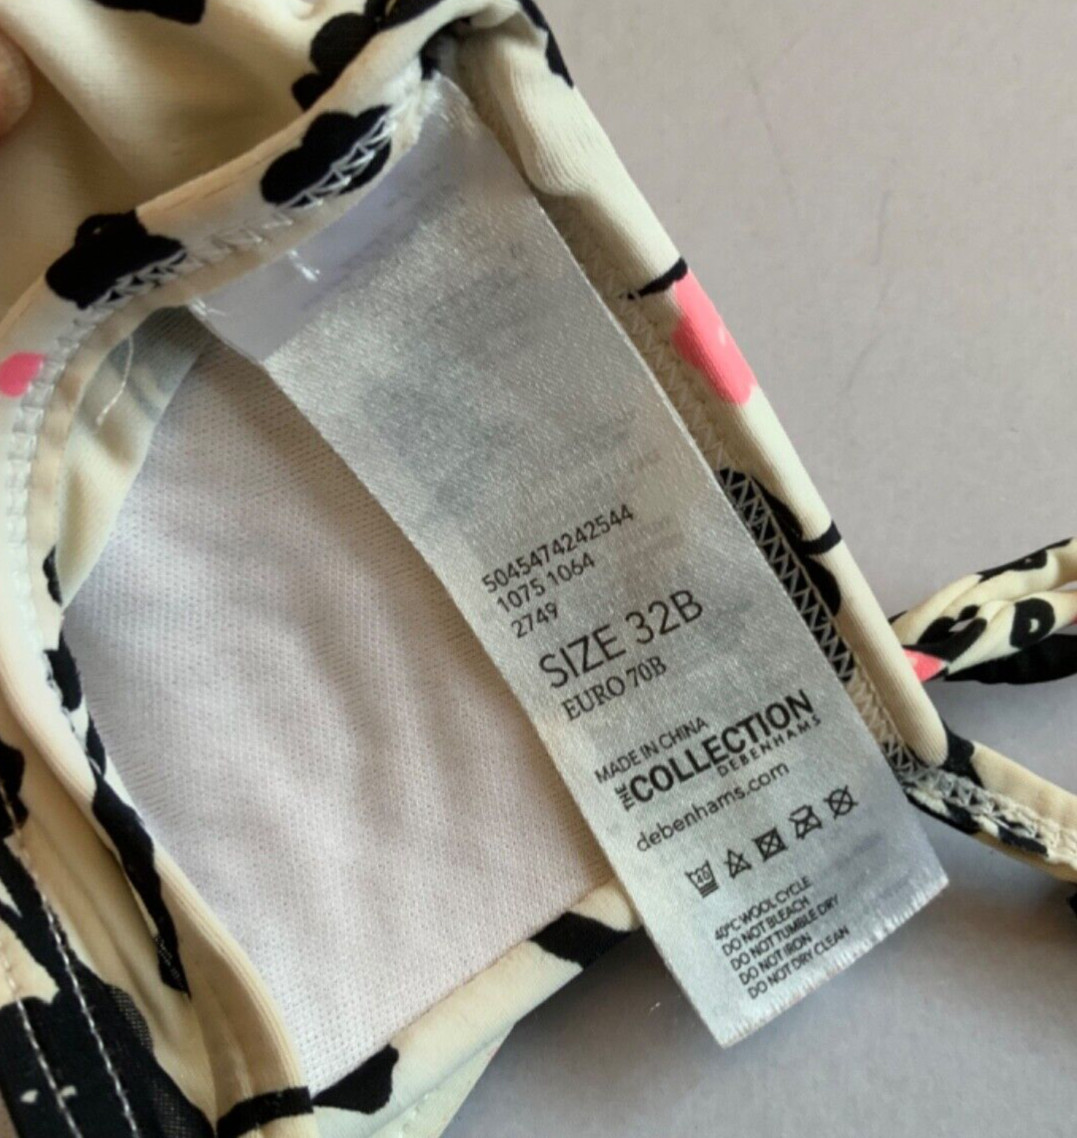 5045474242544
1075 1064
2749
SIZE 32B
EURO 70B
MADE IN CHINA
THE COLLECTION
DEBENHAMS
debenhams.com
40
40°C WOOL CYCLE
DO NOT BLEACH
DO NOT TUMBLE DRY
DO NOT IRON
DO NOT DRY CLEAN